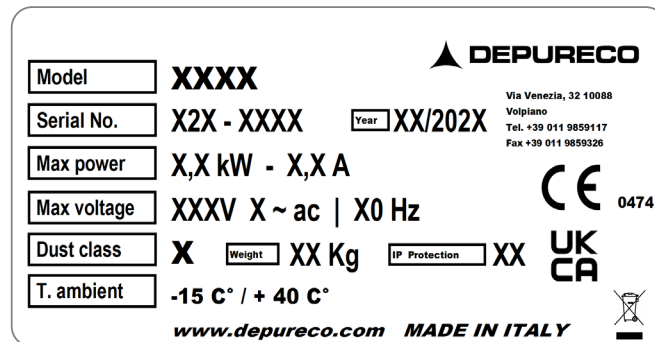 DEPURECO
Model XXXX
Via Venezia, 32 10088
Volpiano
Tel. +39 011 9859117
Fax +39 011 9859326
Serial No. X2X - XXXX Year XX/202X
Max power X,X kW - X,X A
Max voltage XXXV X ~ ac | X0 Hz
CE 0474
Dust class X Weight XX Kg IP Protection XX
UK
CA
T. ambient -15 C° / + 40 C°
www.depureco.com MADE IN ITALY